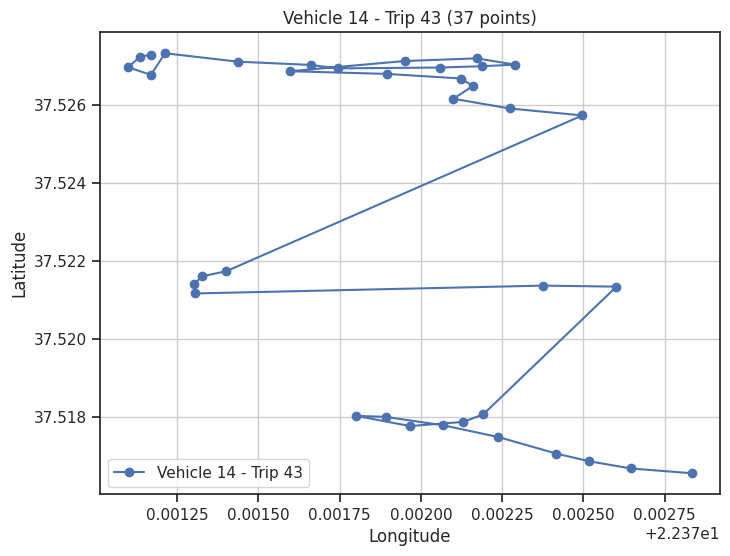 Vehicle 14 - Trip 43 (37 points)
Latitude
37.526
37.524
37.522
37.520
37.518
Vehicle 14 - Trip 43
0.00125 0.00150 0.00175 0.00200 0.00225 0.00250 0.00275
Longitude
+2.237e1